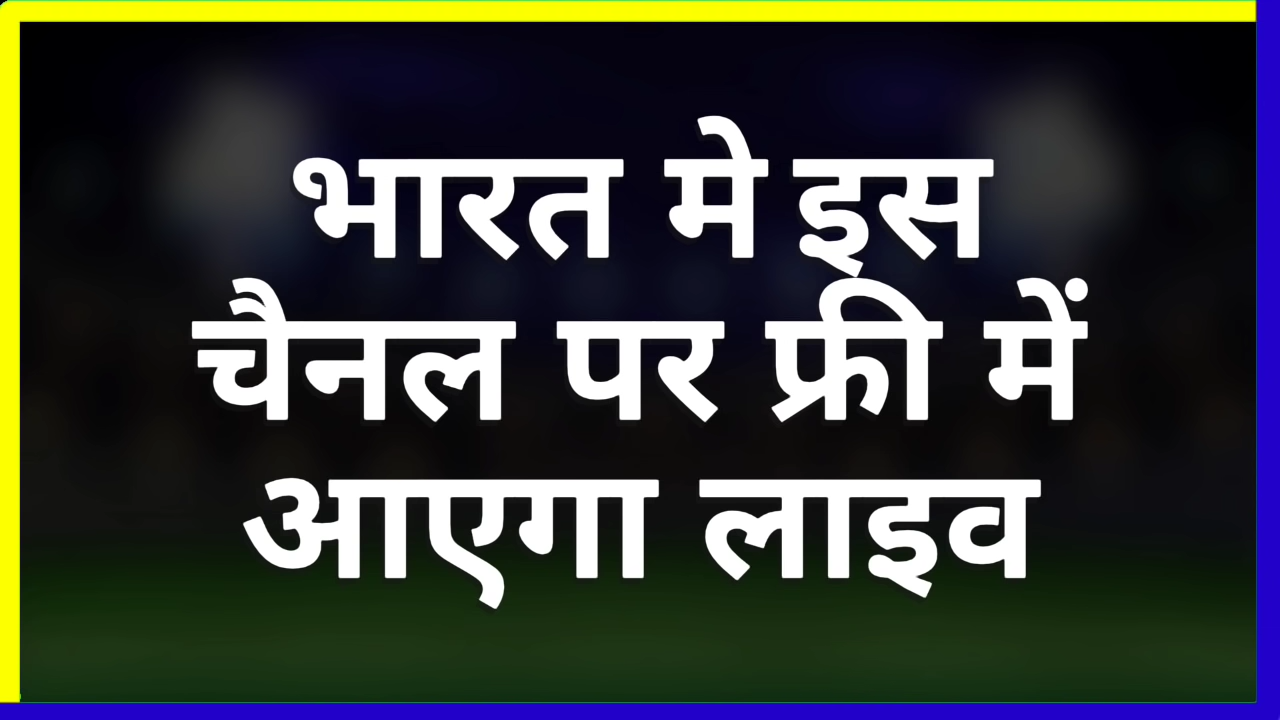 भारत मे इस
चैनल पर फ्री में
आएगा लाइव